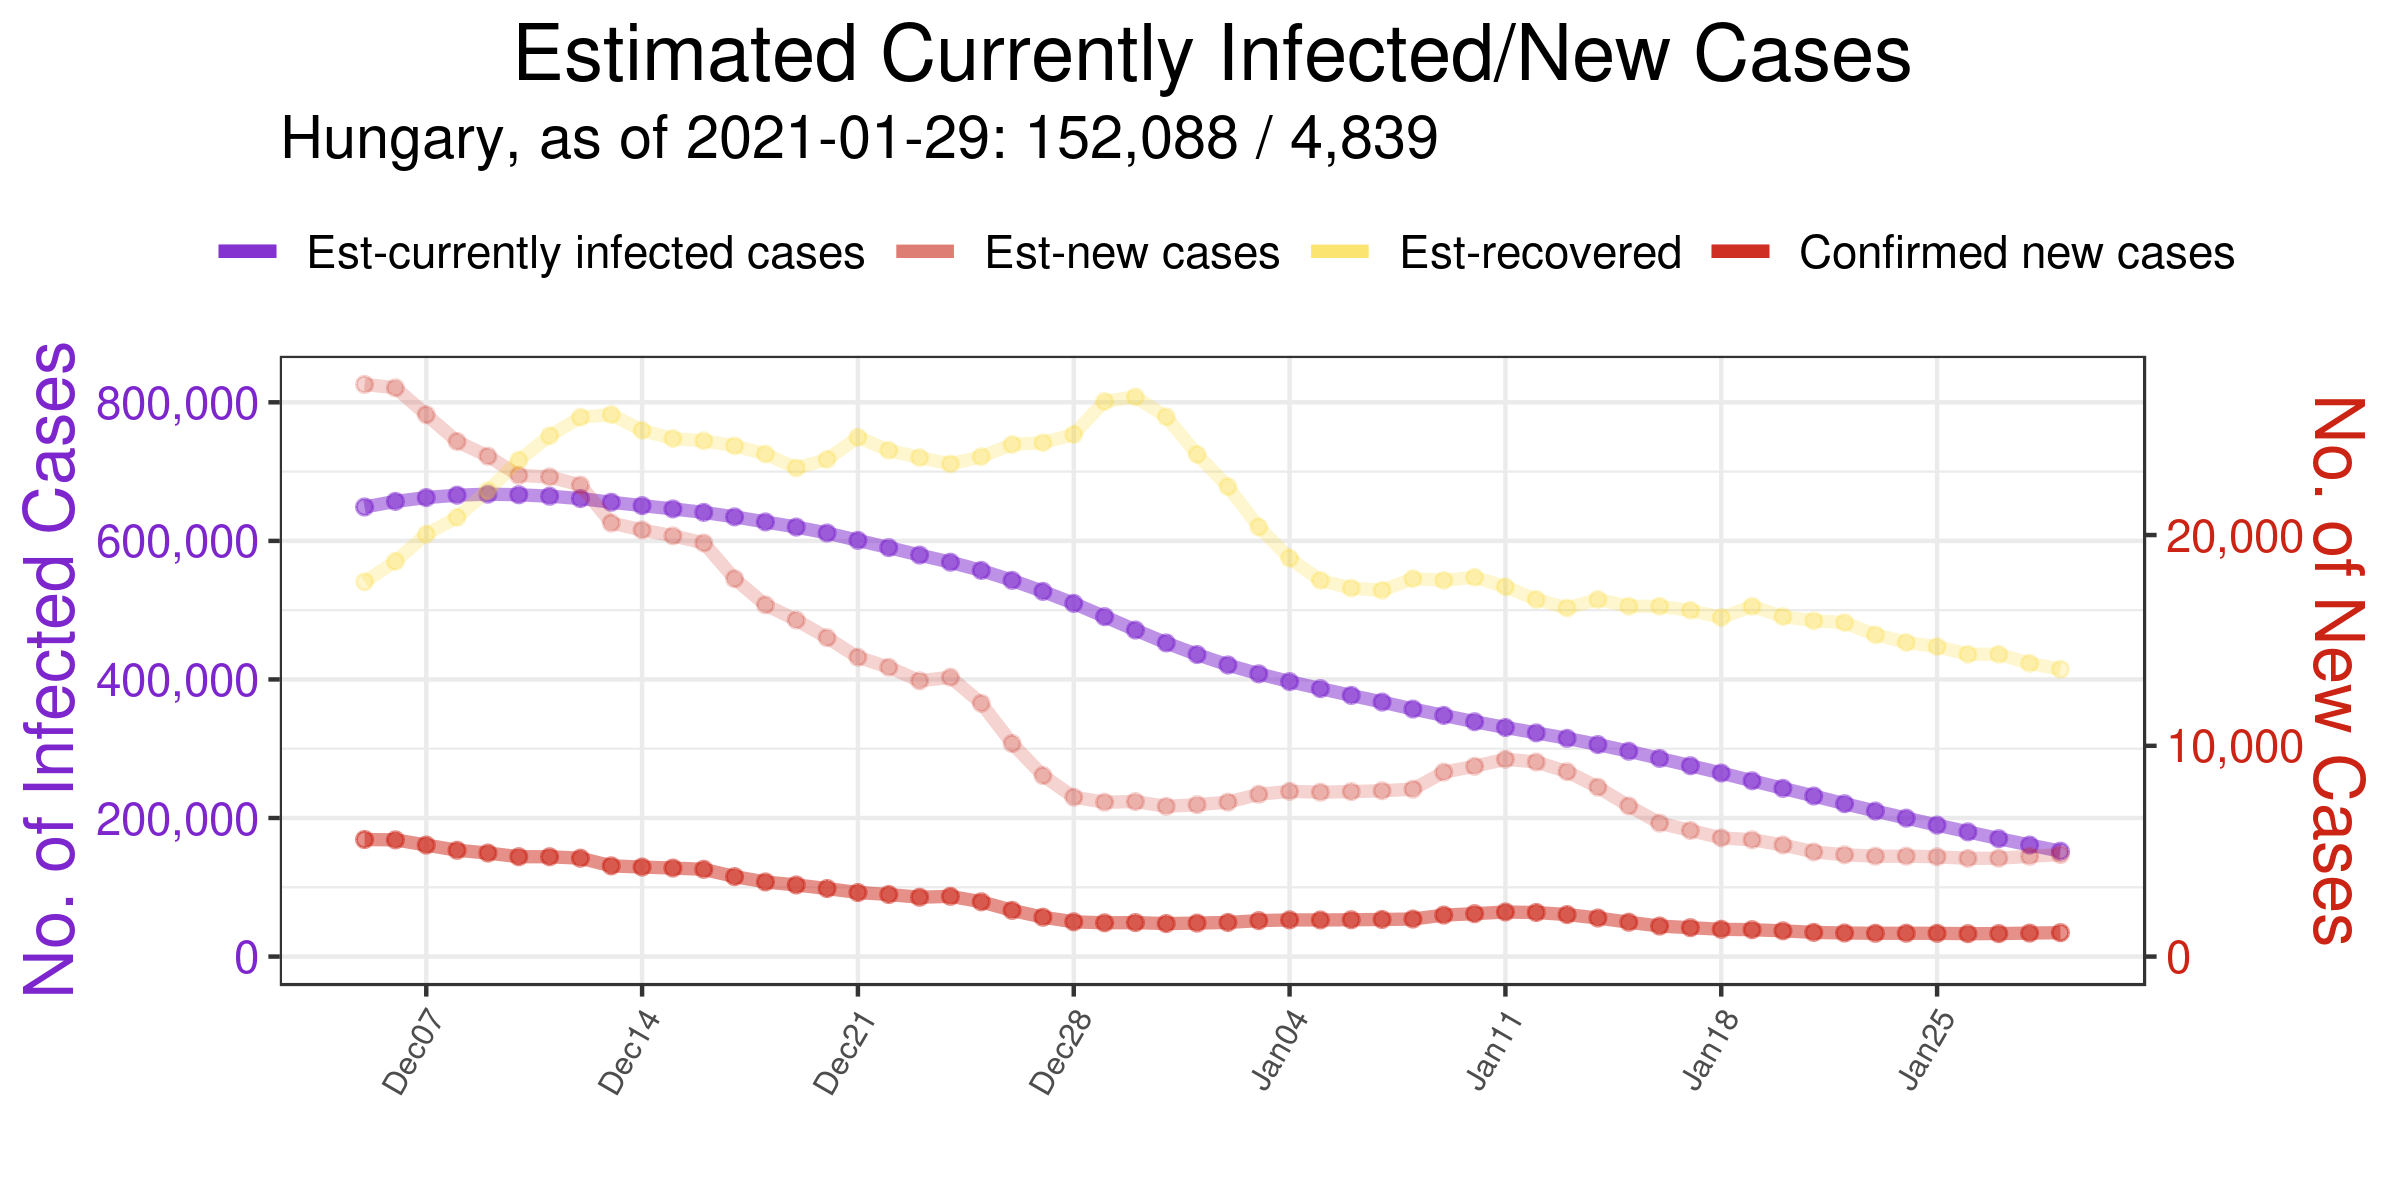 Estimated Currently Infected/New Cases
Hungary, as of 2021-01-29: 152,088 / 4,839
Est-currently infected cases
Est-new cases
Est-recovered
Confirmed new cases
No. of Infected Cases
800,000
600,000
400,000
200,000
0
No. of New Cases
20,000
10,000
0
Dec07
Dec14
Dec21
Dec28
Jan04
Jan11
Jan18
Jan25